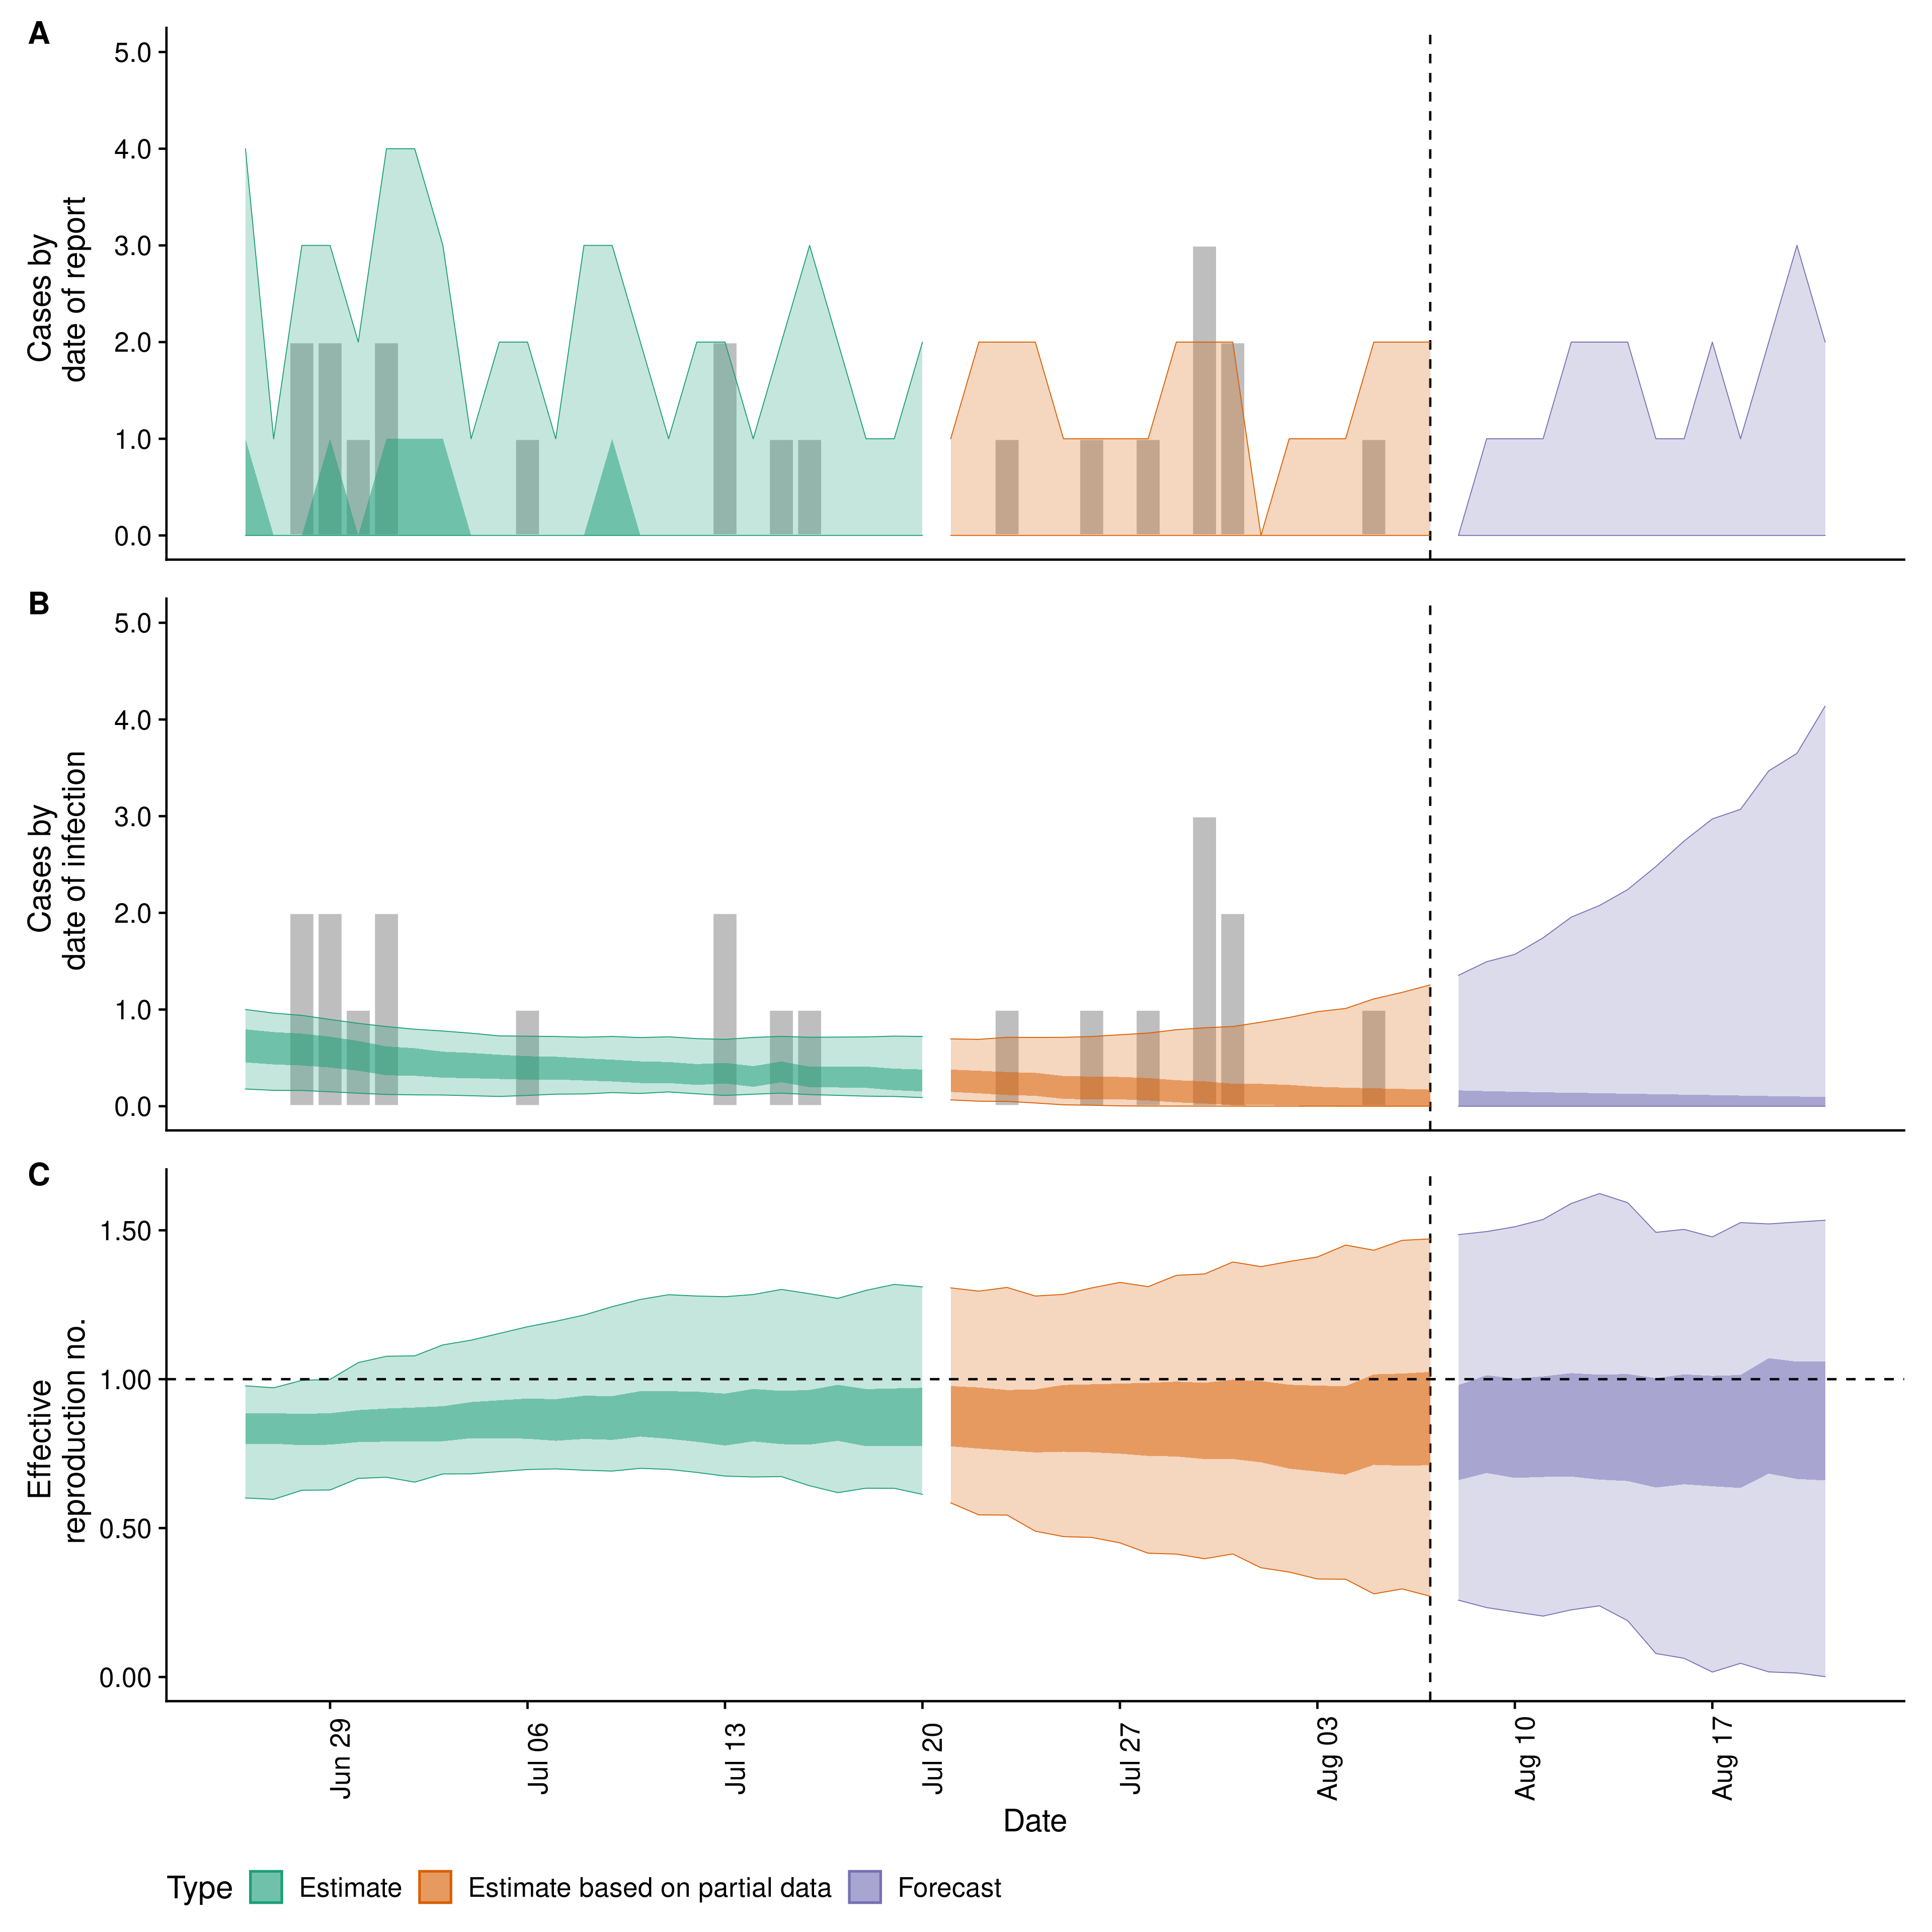 A
5.0
4.0
3.0
2.0
1.0
0.0
Cases by
date of report
B
5.0
4.0
3.0
2.0
1.0
0.0
Cases by
date of infection
C
1.50
1.00
0.50
0.00
Effective
reproduction no.
Jun 29
Jul 06
Jul 13
Jul 20
Jul 27
Aug 03
Aug 10
Aug 17
Date
Type Estimate Estimate based on partial data Forecast